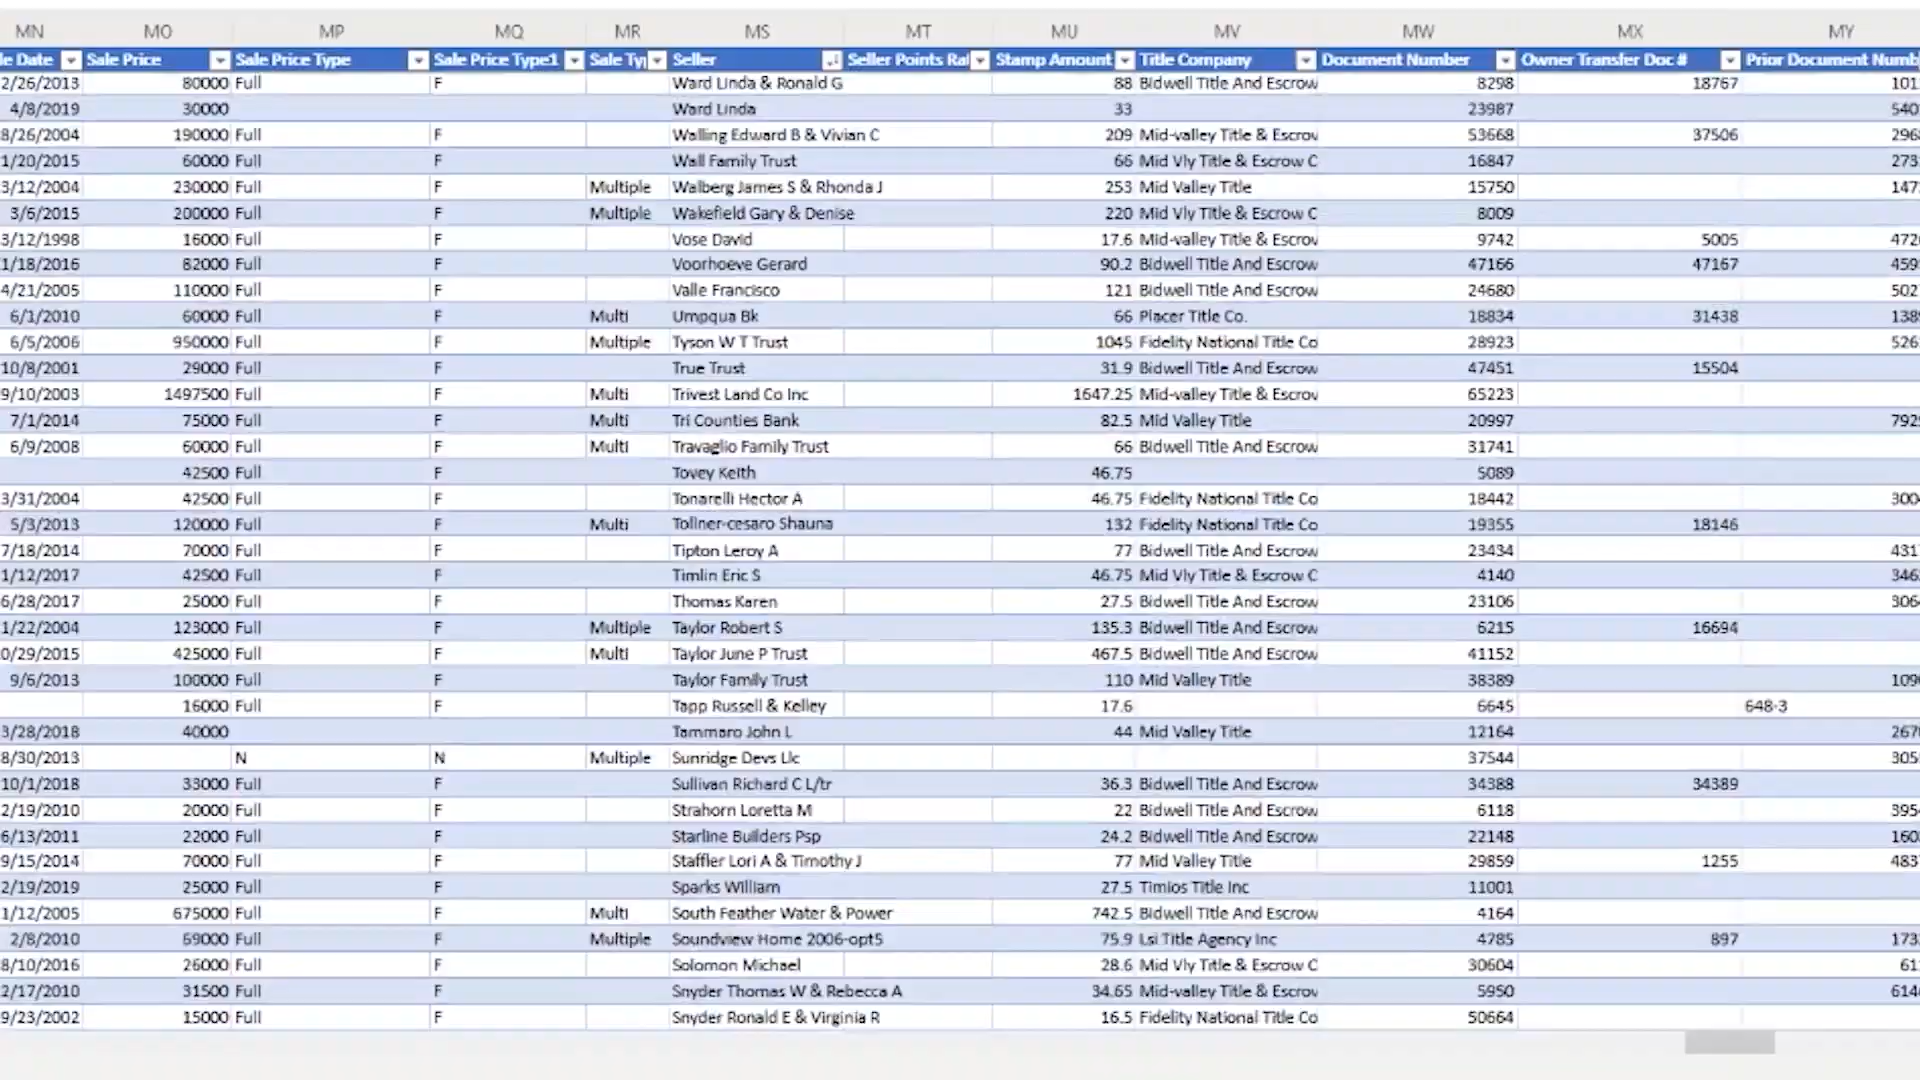 MN MO MP MQ MR MS MT MU MV MW MX MY
le Date Sale Price Sale Price Type Sale Price Type1 Sale Typ Seller Seller Points Rat Stamp Amount Title Company Document Number Owner Transfer Doc # Prior Document Numb
2/26/2013 80000 Full F Ward Linda & Ronald G 88 Bidwell Title And Escrow 8298 18767 101
4/8/2019 30000 Ward Linda 33 23987 540
8/26/2004 190000 Full F Walling Edward B & Vivian C 209 Mid-valley Title & Escrov 53668 37506 296
1/20/2015 60000 Full F Wall Family Trust 66 Mid Vly Title & Escrow C 16847 273
3/12/2004 230000 Full F Multiple Walberg James S & Rhonda J 253 Mid Valley Title 15750 147
3/6/2015 200000 Full F Multiple Wakefield Gary & Denise 220 Mid Vly Title & Escrow C 8009
3/12/1998 16000 Full F Vose David 17.6 Mid-valley Title & Escrov 9742 5005 472
1/18/2016 82000 Full F Voorhoeve Gerard 90.2 Bidwell Title And Escrow 47166 47167 459
4/21/2005 110000 Full F Valle Francisco 121 Bidwell Title And Escrow 24680 502
6/1/2010 60000 Full F Multi Umpqua Bk 66 Placer Title Co. 18834 31438 138
6/5/2006 950000 Full F Multiple Tyson W T Trust 1045 Fidelity National Title Co 28923 526
10/8/2001 29000 Full F True Trust 31.9 Bidwell Title And Escrow 47451 15504
9/10/2003 1497500 Full F Multi Trivest Land Co Inc 1647.25 Mid-valley Title & Escrov 65223
7/1/2014 75000 Full F Multi Tri Counties Bank 82.5 Mid Valley Title 20997 792
6/9/2008 60000 Full F Multi Travaglio Family Trust 66 Bidwell Title And Escrow 31741
42500 Full F Tovey Keith 46.75 5089
3/31/2004 42500 Full F Tonarelli Hector A 46.75 Fidelity National Title Co 18442 300
5/3/2013 120000 Full F Multi Tollner-cesaro Shauna 132 Fidelity National Title Co 19355 18146
7/18/2014 70000 Full F Tipton Leroy A 77 Bidwell Title And Escrow 23434 431
1/12/2017 42500 Full F Timlin Eric S 46.75 Mid Vly Title & Escrow C 4140 346
6/28/2017 25000 Full F Thomas Karen 27.5 Bidwell Title And Escrow 23106 306
1/22/2004 123000 Full F Multiple Taylor Robert S 135.3 Bidwell Title And Escrow 6215 16694
0/29/2015 425000 Full F Multi Taylor June P Trust 467.5 Bidwell Title And Escrow 41152
9/6/2013 100000 Full F Taylor Family Trust 110 Mid Valley Title 38389 109
16000 Full F Tapp Russell & Kelley 17.6 6645 648-3
3/28/2018 40000 Tammaro John L 44 Mid Valley Title 12164 267
8/30/2013 N N Multiple Sunridge Devs Llc 37544 305
10/1/2018 33000 Full F Sullivan Richard C L/tr 36.3 Bidwell Title And Escrow 34388 34389
2/19/2010 20000 Full F Strahorn Loretta M 22 Bidwell Title And Escrow 6118 395
6/13/2011 22000 Full F Starline Builders Psp 24.2 Bidwell Title And Escrow 22148 160
9/15/2014 70000 Full F Staffler Lori A & Timothy J 77 Mid Valley Title 29859 1255 483
2/19/2019 25000 Full F Sparks William 27.5 Timios Title Inc 11001
1/12/2005 675000 Full F Multi South Feather Water & Power 742.5 Bidwell Title And Escrow 4164
2/8/2010 69000 Full F Multiple Soundview Home 2006-opt5 75.9 Lsi Title Agency Inc 4785 897 173
8/10/2016 26000 Full F Solomon Michael 28.6 Mid Vly Title & Escrow C 30604 61
2/17/2010 31500 Full F Snyder Thomas W & Rebecca A 34.65 Mid-valley Title & Escrov 5950 614
9/23/2002 15000 Full F Snyder Ronald E & Virginia R 16.5 Fidelity National Title Co 50664